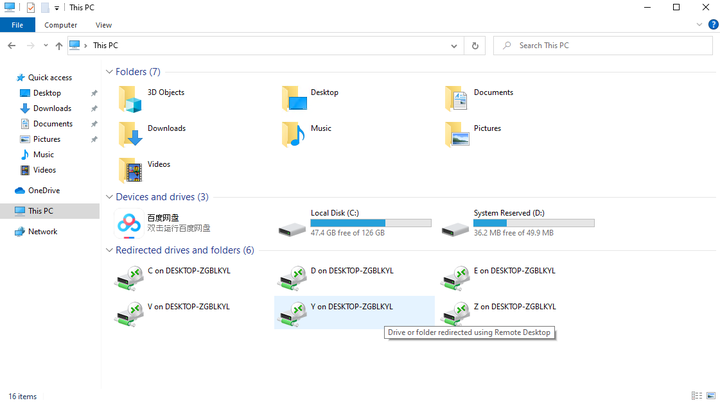 This PC
File
Computer
View
This PC
Search This PC
Quick access
Desktop
Downloads
Documents
Pictures
Music
Videos
OneDrive
This PC
Network
Folders (7)
3D Objects
Desktop
Documents
Downloads
Music
Pictures
Videos
Devices and drives (3)
百度网盘
双击运行百度网盘
Local Disk (C:)
47.4 GB free of 126 GB
System Reserved (D:)
36.2 MB free of 49.9 MB
Redirected drives and folders (6)
C on DESKTOP-ZGBLKYL
D on DESKTOP-ZGBLKYL
E on DESKTOP-ZGBLKYL
V on DESKTOP-ZGBLKYL
Y on DESKTOP-ZGBLKYL
Z on DESKTOP-ZGBLKYL
Drive or folder redirected using Remote Desktop
16 items